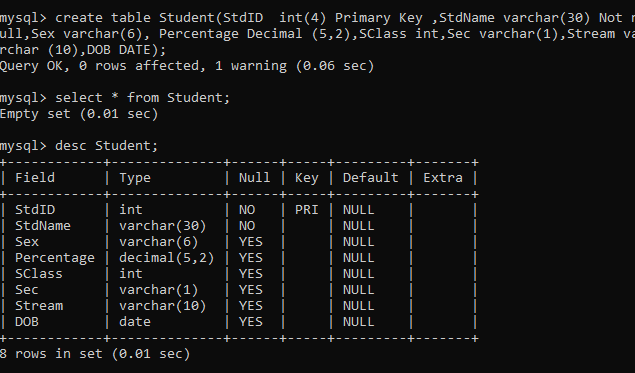 mysql> create table Student(StdID  int(4) Primary Key ,StdName varchar(30) Not n
ull,Sex varchar(6), Percentage Decimal (5,2),SClass int,Sec varchar(1),Stream va
rchar (10),DOB DATE);
Query OK, 0 rows affected, 1 warning (0.06 sec)
mysql> select * from Student;
Empty set (0.01 sec)
mysql> desc Student;
+------------+--------------+------+-----+---------+-------+
| Field      | Type         | Null | Key | Default | Extra |
+------------+--------------+------+-----+---------+-------+
| StdID      | int          | NO   | PRI | NULL    |       |
| StdName    | varchar(30)  | NO   |     | NULL    |       |
| Sex        | varchar(6)   | YES  |     | NULL    |       |
| Percentage | decimal(5,2) | YES  |     | NULL    |       |
| SClass     | int          | YES  |     | NULL    |       |
| Sec        | varchar(1)   | YES  |     | NULL    |       |
| Stream     | varchar(10)  | YES  |     | NULL    |       |
| DOB        | date         | YES  |     | NULL    |       |
+------------+--------------+------+-----+---------+-------+
8 rows in set (0.01 sec)